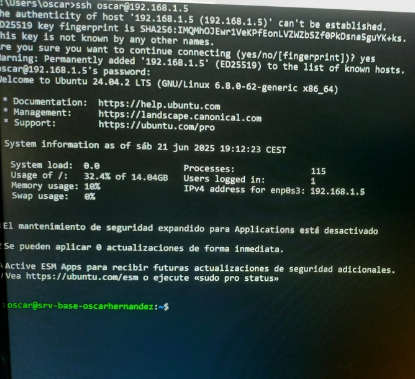 :\Users\oscar>ssh oscar@192.168.1.5
he authenticity of host '192.168.1.5 (192.168.1.5)' can't be established.
D25519 key fingerprint is
his key is not known by any other names.
re you sure you want to continue connecting (yes/no/[fingerprint])? yes
arning: Permanently added '192.168.1.5' (ED25519) to the list of known hosts.
oscar@192.168.1.5's password:
elcome to Ubuntu 24.04.2 LTS (GNU/Linux 6.8.0-62-generic x86_64)
* Documentation: https://help.ubuntu.com
* Management: https://landscape.canonical.com
* Support: https://ubuntu.com/pro
System information as of sáb 21 jun 2025 19:12:23 CEST
System load: 0.0 Processes: 115
Usage of /: 32.4% of 14.04GB Users logged in: 1
Memory usage: 10% IPv4 address for enp0s3: 192.168.1.5
Swap usage: 0%
El mantenimiento de seguridad expandido para Applications está desactivado
Se pueden aplicar 0 actualizaciones de forma inmediata.
Active ESM Apps para recibir futuras actualizaciones de seguridad adicionales.
Vea https://ubuntu.com/esm o ejecute «sudo pro status»
oscar@srv-base-oscarhernandez:~$